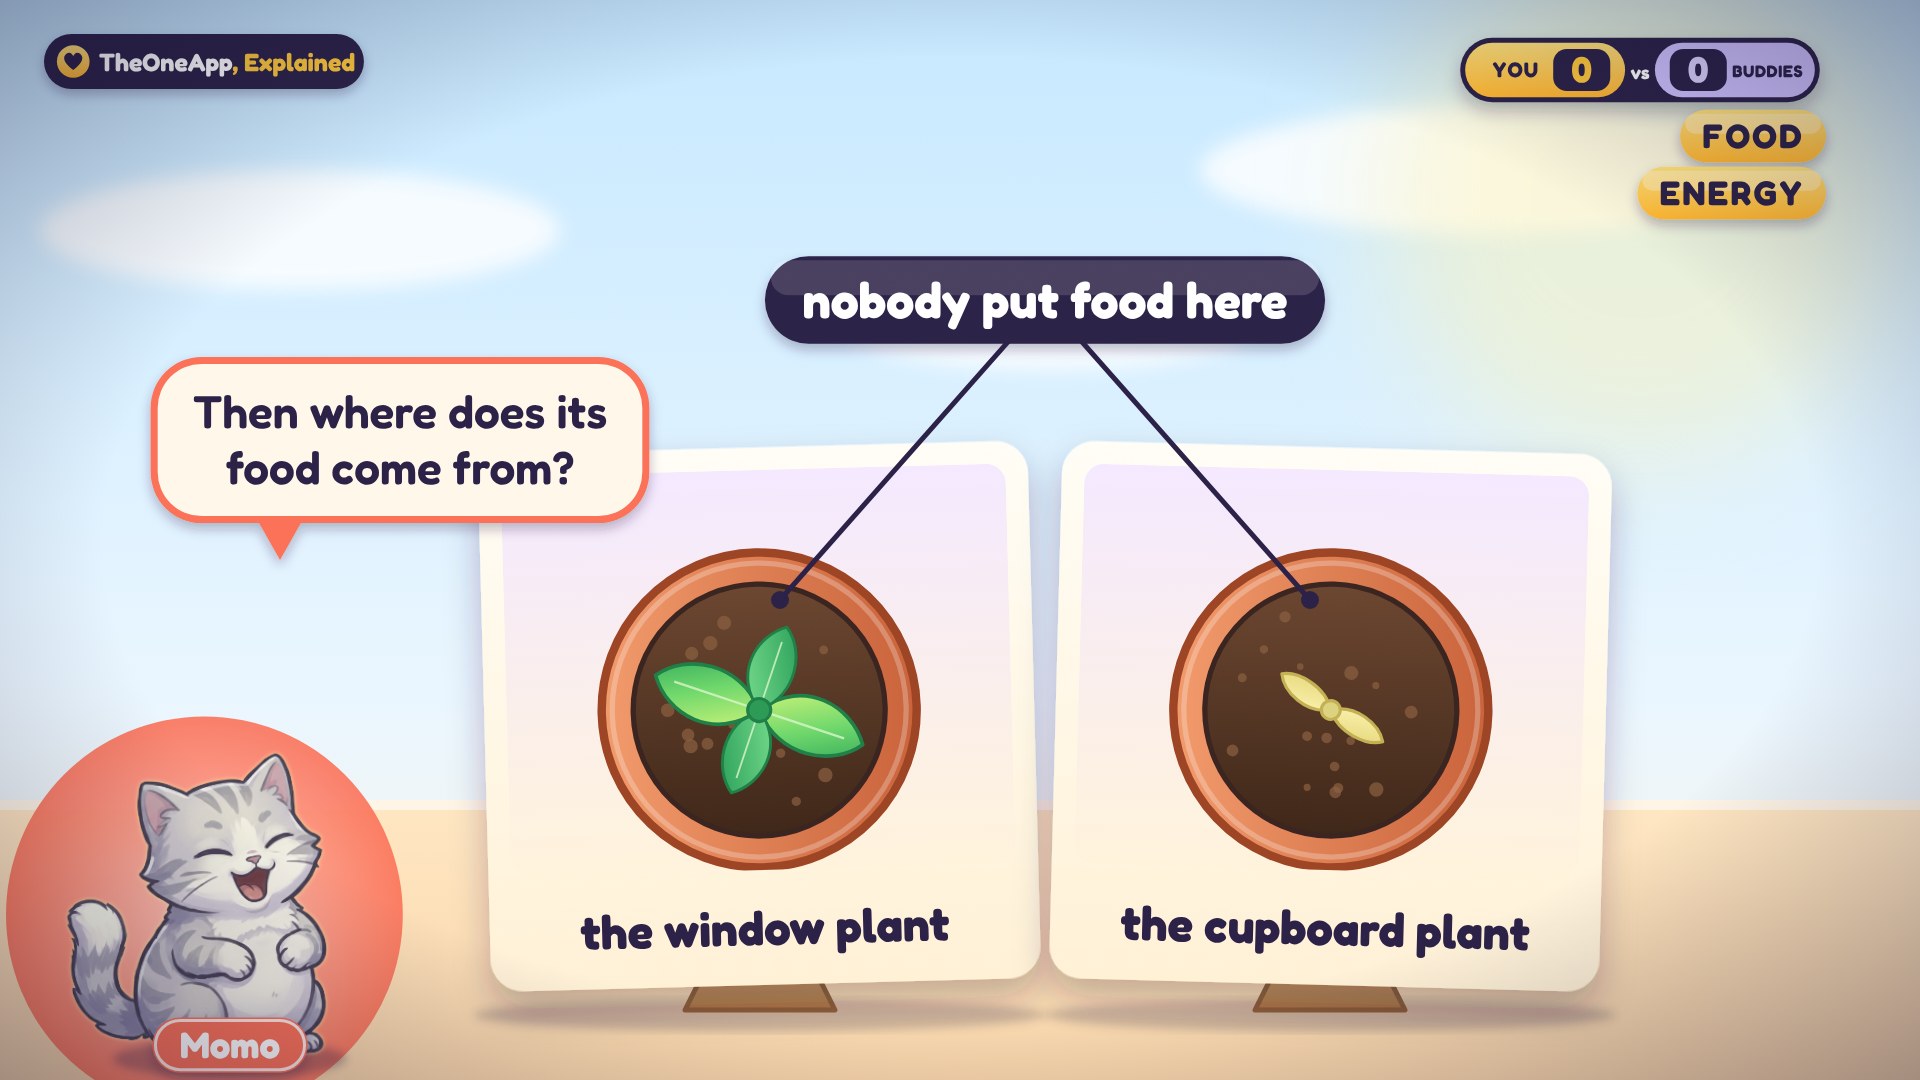 TheOneApp, Explained
YOU 0 vs 0 BUDDIES
FOOD
ENERGY
nobody put food here
Then where does its
food come from?
the window plant
the cupboard plant
Momo